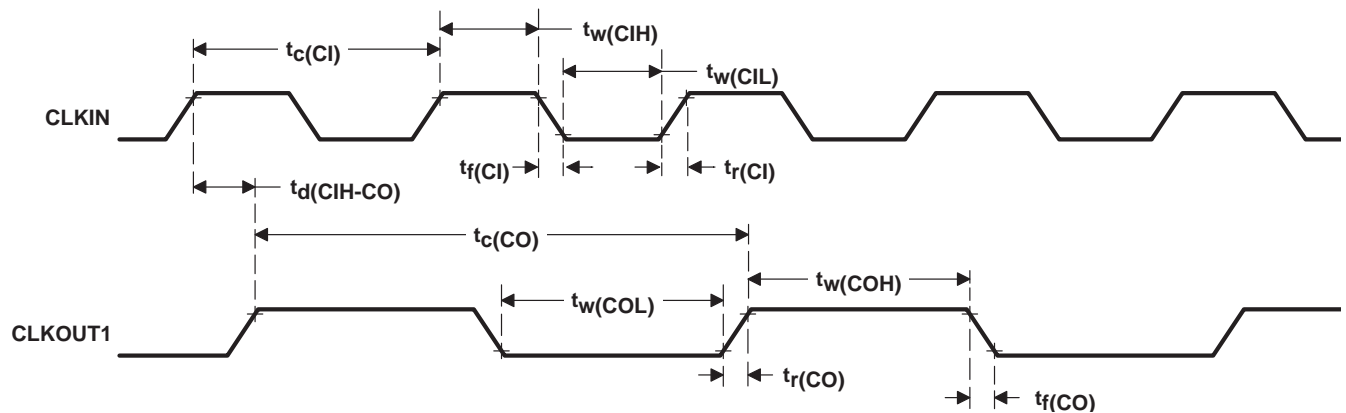 tc(CI)
tw(CIH)
tw(CIL)
CLKIN
tf(CI)
tr(CI)
td(CIH-CO)
tc(CO)
tw(COH)
tw(COL)
CLKOUT1
tr(CO)
tf(CO)